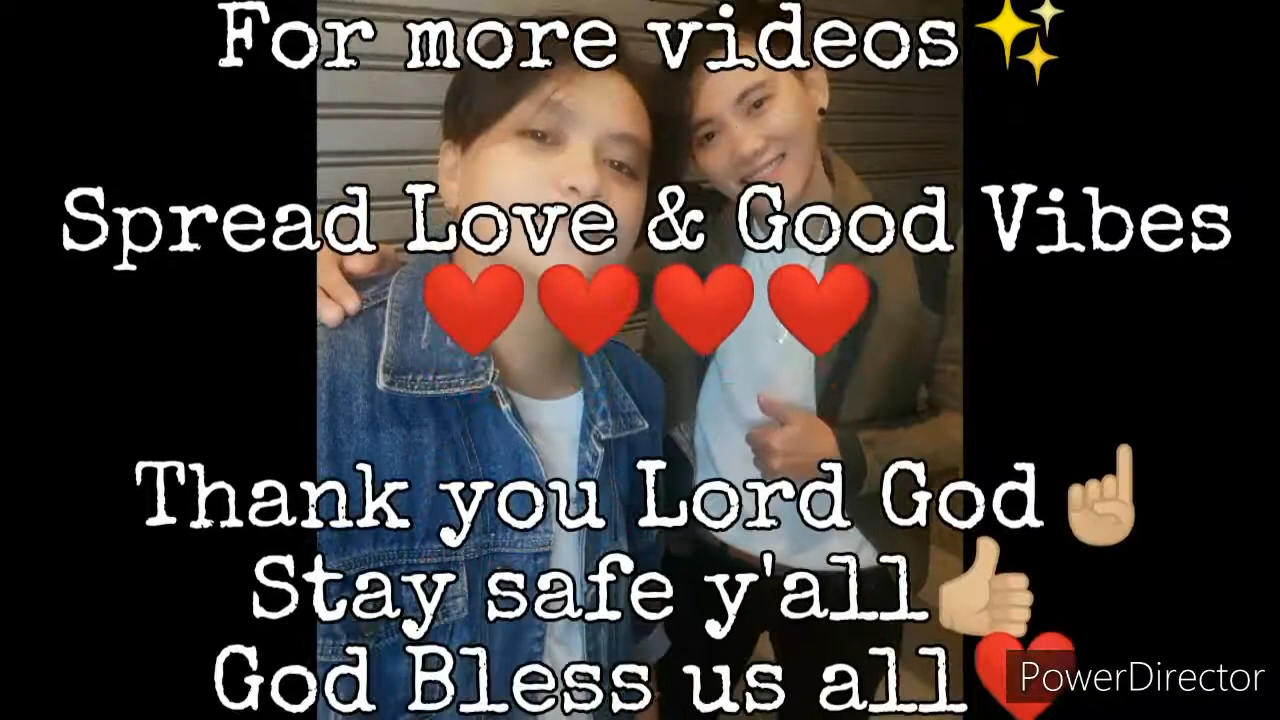 For more videos✨
Spread Love & Good Vibes
❤️❤️❤️❤️
Thank you Lord God☝🏼
Stay safe y'all👍🏼
God Bless us all❤️
PowerDirector